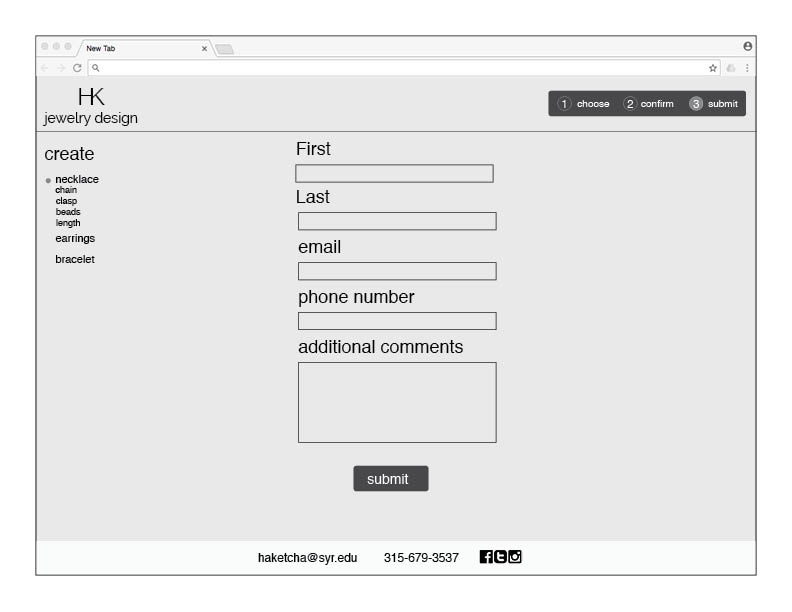 New Tab
HK
jewelry design
1 choose 2 confirm 3 submit
create
necklace
chain
clasp
beads
length
earrings
bracelet
First
Last
email
phone number
additional comments
submit
haketcha@syr.edu 315-679-3537